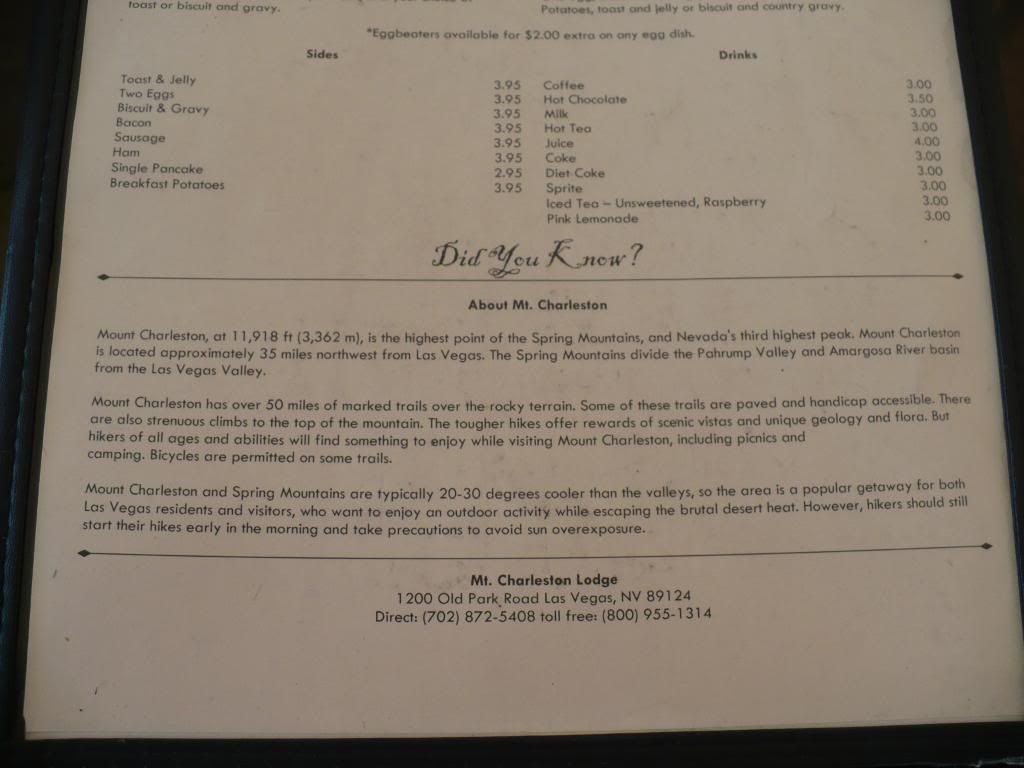 toast or biscuit and gravy.
Potatoes, toast and jelly or biscuit and country gravy.
*Eggbeaters available for $2.00 extra on any egg dish.
Sides
Toast & Jelly 3.95
Two Eggs 3.95
Biscuit & Gravy 3.95
Bacon 3.95
Sausage 3.95
Ham 3.95
Single Pancake 2.95
Breakfast Potatoes 3.95
Drinks
Coffee 3.00
Hot Chocolate 3.50
Milk 3.00
Hot Tea 3.00
Juice 4.00
Coke 3.00
Diet Coke 3.00
Sprite 3.00
Iced Tea – Unsweetened, Raspberry 3.00
Pink Lemonade 3.00
Did You Know?
About Mt. Charleston
Mount Charleston, at 11,918 ft (3,362 m), is the highest point of the Spring Mountains, and Nevada's third highest peak. Mount Charleston
is located approximately 35 miles northwest from Las Vegas. The Spring Mountains divide the Pahrump Valley and Amargosa River basin
from the Las Vegas Valley.
Mount Charleston has over 50 miles of marked trails over the rocky terrain. Some of these trails are paved and handicap accessible. There
are also strenuous climbs to the top of the mountain. The tougher hikes offer rewards of scenic vistas and unique geology and flora. But
hikers of all ages and abilities will find something to enjoy while visiting Mount Charleston, including picnics and
camping. Bicycles are permitted on some trails.
Mount Charleston and Spring Mountains are typically 20-30 degrees cooler than the valleys, so the area is a popular getaway for both
Las Vegas residents and visitors, who want to enjoy an outdoor activity while escaping the brutal desert heat. However, hikers should still
start their hikes early in the morning and take precautions to avoid sun overexposure.
Mt. Charleston Lodge
1200 Old Park Road Las Vegas, NV 89124
Direct: (702) 872-5408 toll free: (800) 955-1314